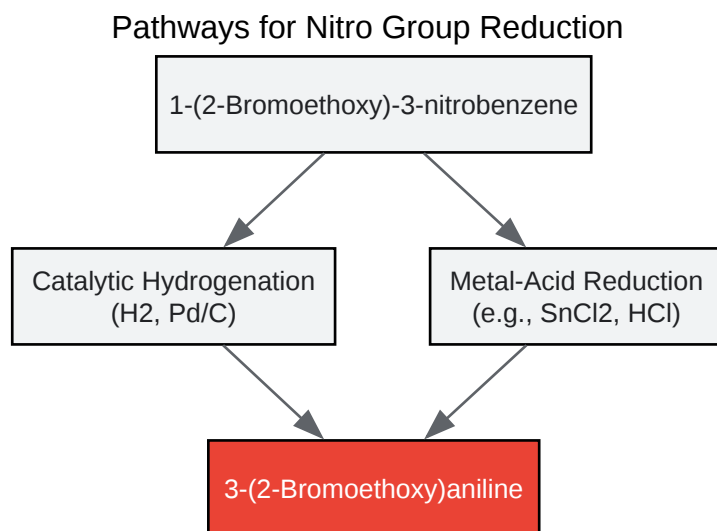 Pathways for Nitro Group Reduction
1-(2-Bromoethoxy)-3-nitrobenzene
Catalytic Hydrogenation
(H2, Pd/C)
Metal-Acid Reduction
(e.g., SnCl2, HCl)
3-(2-Bromoethoxy)aniline